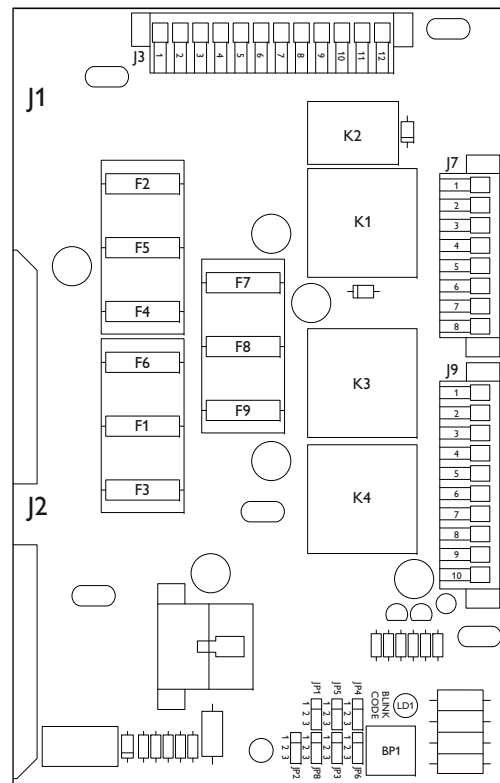 J3
1 2 3 4 5 6 7 8 9 10 11 12
J1
K2
J7
1
2
3
4
5
6
7
8
F2
K1
F5
F7
F4
F8
F6
K3
J9
1
2
3
4
5
6
7
8
9
10
F1
F9
F3
K4
J2
JP1 JP5 JP4 BLINK CODE
1 2 3
1 2 3
1 2 3
LD1
1 2 3
1 2 3
1 2 3
1 2 3
BP1
JP2 JP8 JP3 JP6